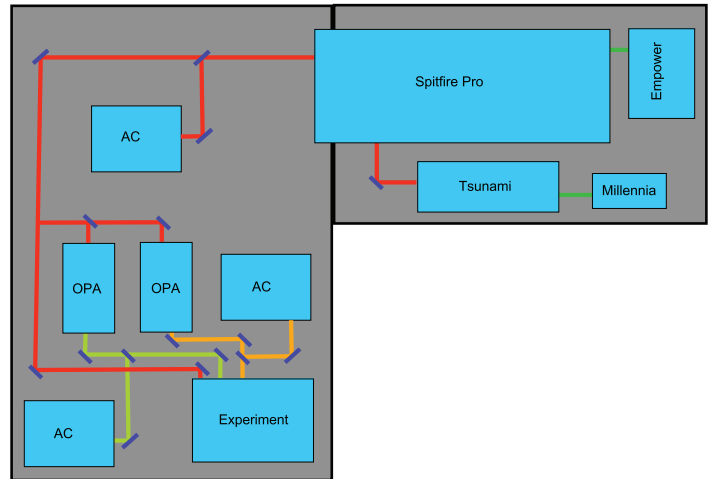 Spitfire Pro
Empower
AC
Tsunami
Millennia
OPA
OPA
AC
Experiment
AC